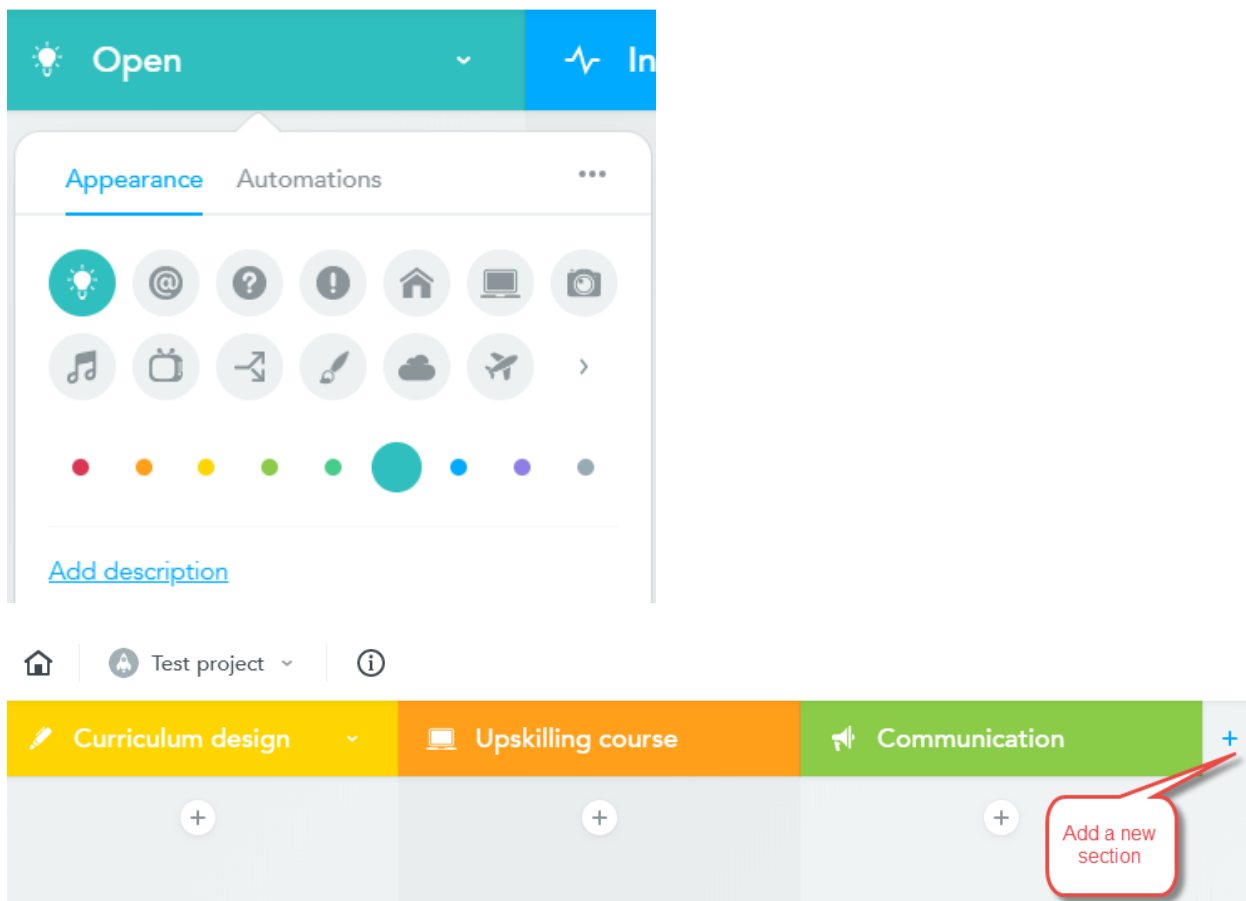 Open
In
Appearance Automations
Add description
Test project
Curriculum design
Upskilling course
Communication
Add a new
section